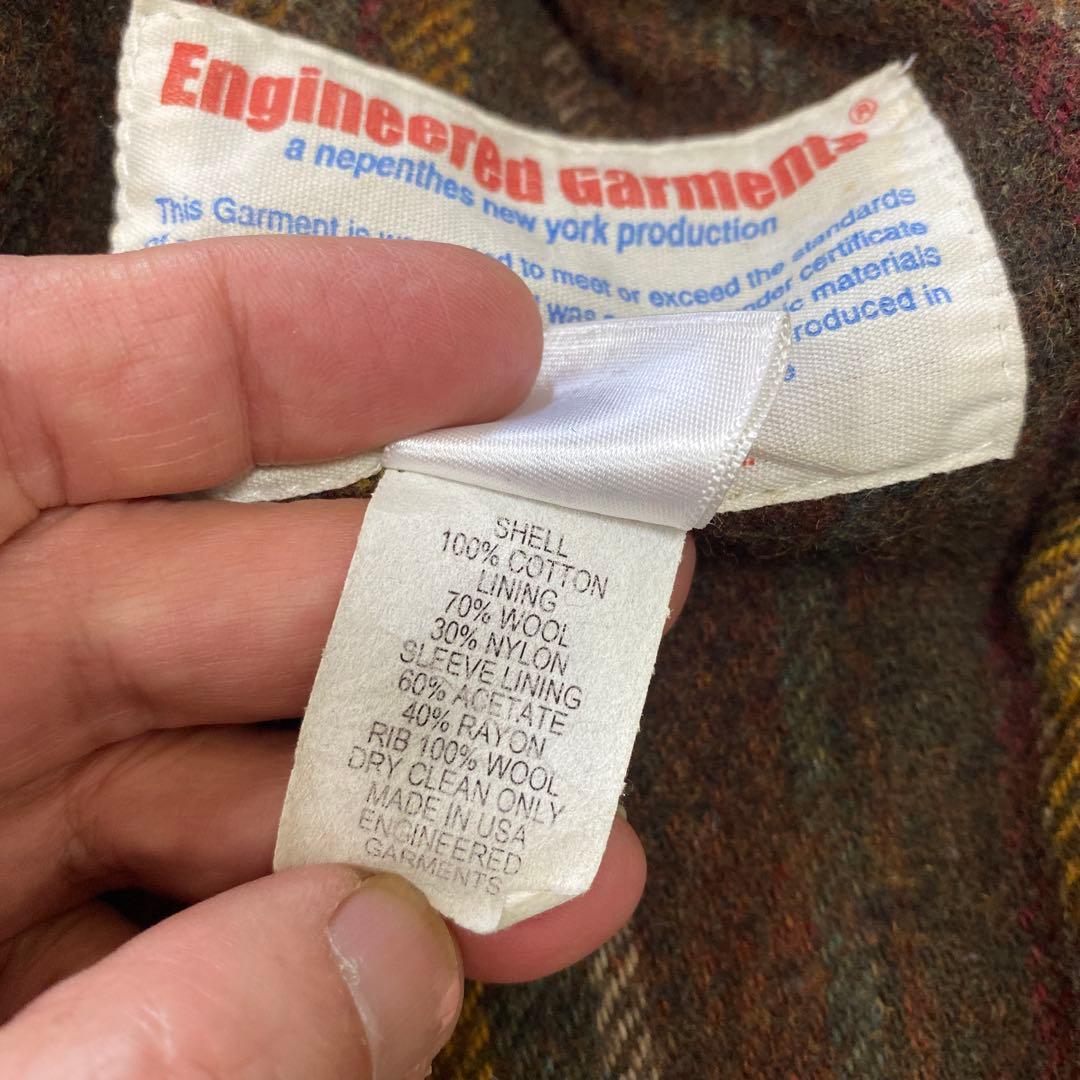 Engineered Garments®
a nepenthes new york production
This Garment is to meet or exceed the standards
was certificate
materials
produced in
SHELL
100% COTTON
LINING
70% WOOL
30% NYLON
SLEEVE LINING
60% ACETATE
40% RAYON
RIB 100% WOOL
DRY CLEAN ONLY
MADE IN USA
ENGINEERED
GARMENTS